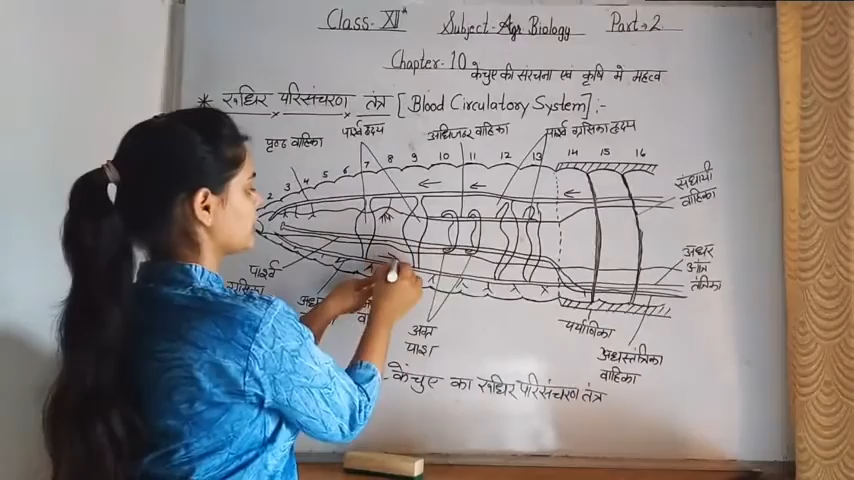 Class- XIIth Subject- Agr Biology Part-2
Chapter-10 केचुए की संरचना एवं कृषि मे महत्व
* रुधिर परिसंचरण तंत्र [Blood Circulatory System]:-
पृष्ठ वाहिका पार्श्व हृदय अधिजठर वाहिका पार्श्व ग्रसिका हृदय
2 3 4 5 6 7 8 9 10 11 12 13 14 15 16
संधायी
वाहिका
पार्श्व
ग्रसिका
अधर
आंत्र
तंत्रिका
अग्र
पाश
पर्याधिका
अधस्तंत्रिका
वाहिका
केंचुए का रुधिर परिसंचरण तंत्र